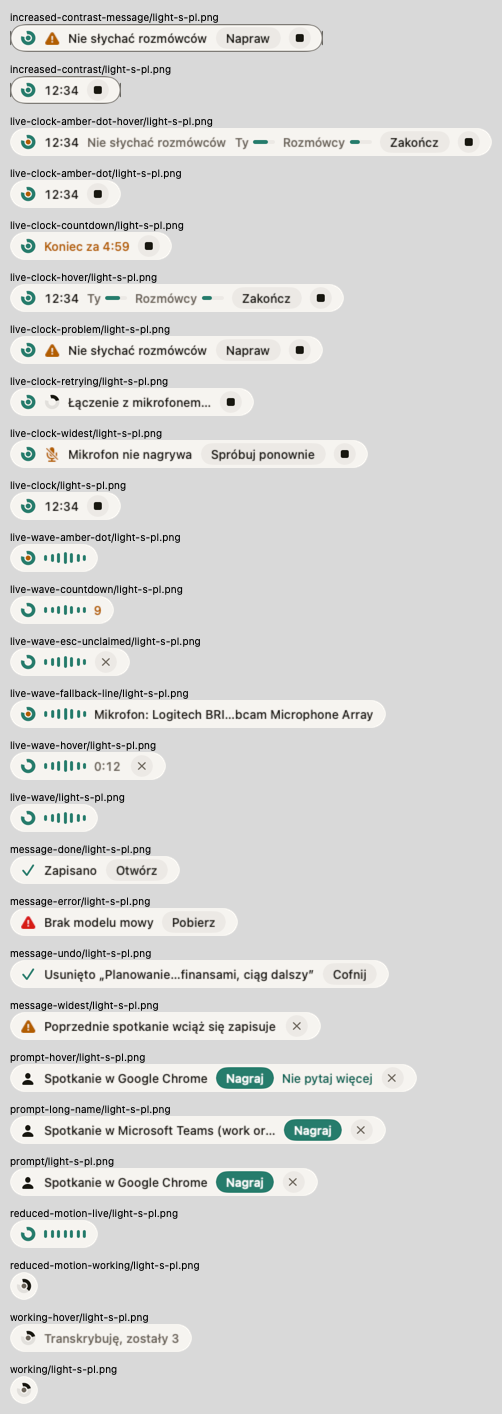 increased-contrast-message/light-s-pl.png
Nie słychać rozmówców Napraw
increased-contrast/light-s-pl.png
12:34
live-clock-amber-dot-hover/light-s-pl.png
12:34 Nie słychać rozmówców Ty Rozmówcy Zakończ
live-clock-amber-dot/light-s-pl.png
12:34
live-clock-countdown/light-s-pl.png
Koniec za 4:59
live-clock-hover/light-s-pl.png
12:34 Ty Rozmówcy Zakończ
live-clock-problem/light-s-pl.png
Nie słychać rozmówców Napraw
live-clock-retrying/light-s-pl.png
Łączenie z mikrofonem...
live-clock-widest/light-s-pl.png
Mikrofon nie nagrywa Spróbuj ponownie
live-clock/light-s-pl.png
12:34
live-wave-amber-dot/light-s-pl.png
live-wave-countdown/light-s-pl.png
9
live-wave-esc-unclaimed/light-s-pl.png
live-wave-fallback-line/light-s-pl.png
Mikrofon: Logitech BRI...bcam Microphone Array
live-wave-hover/light-s-pl.png
0:12
live-wave/light-s-pl.png
message-done/light-s-pl.png
Zapisano Otwórz
message-error/light-s-pl.png
Brak modelu mowy Pobierz
message-undo/light-s-pl.png
Usunięto „Planowanie...finansami, ciąg dalszy” Cofnij
message-widest/light-s-pl.png
Poprzednie spotkanie wciąż się zapisuje
prompt-hover/light-s-pl.png
Spotkanie w Google Chrome Nagraj Nie pytaj więcej
prompt-long-name/light-s-pl.png
Spotkanie w Microsoft Teams (work or... Nagraj
prompt/light-s-pl.png
Spotkanie w Google Chrome Nagraj
reduced-motion-live/light-s-pl.png
reduced-motion-working/light-s-pl.png
working-hover/light-s-pl.png
Transkrybuję, zostały 3
working/light-s-pl.png